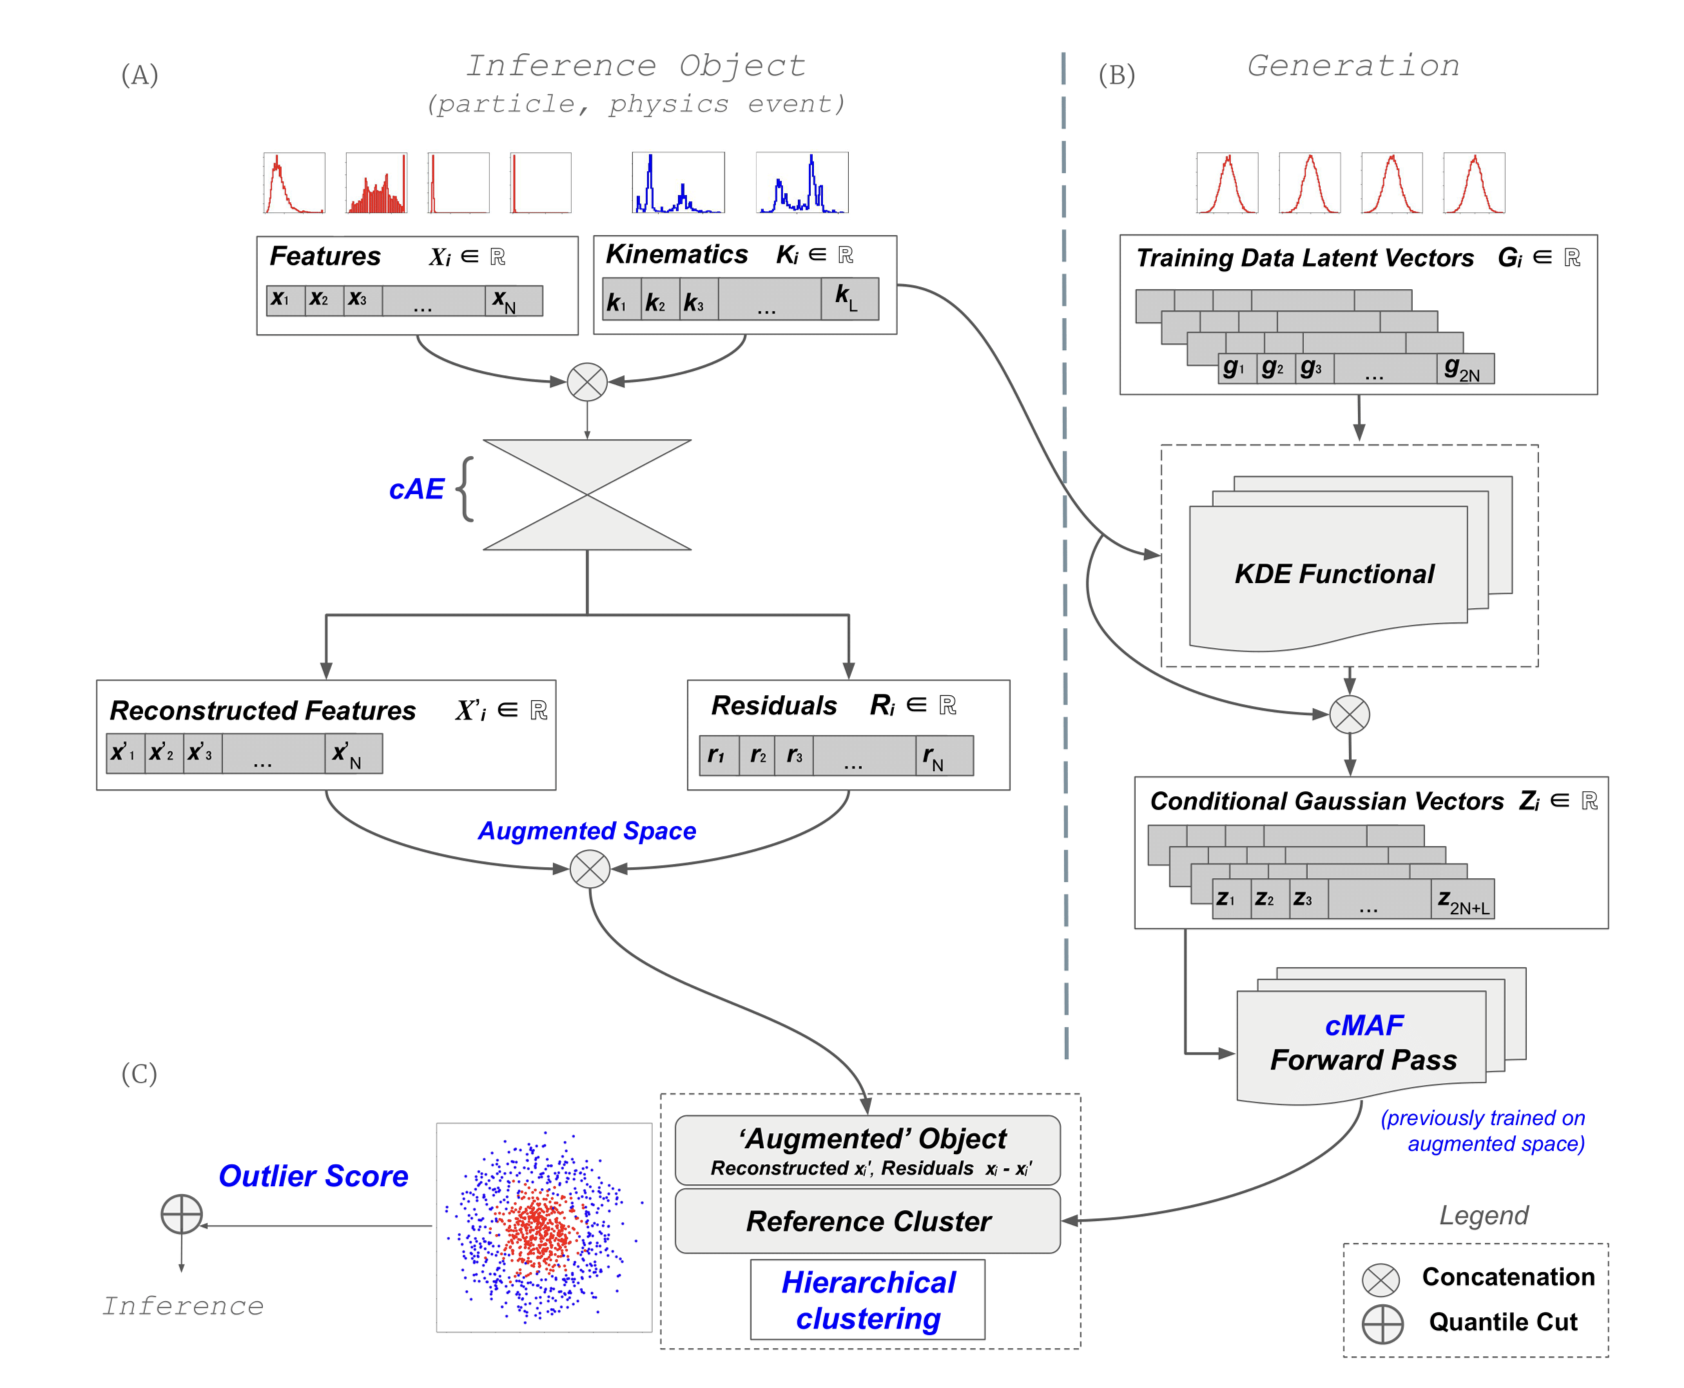 (A)
Inference Object
(particle, physics event)
(B)
Generation
Features Xi ∈ ℝ
x1 x2 x3 ... xN
Kinematics Ki ∈ ℝ
k1 k2 k3 ... kL
Training Data Latent Vectors Gi ∈ ℝ
g1 g2 g3 ... g2N
cAE
KDE Functional
Reconstructed Features X'i ∈ ℝ
x'1 x'2 x'3 ... x'N
Residuals Ri ∈ ℝ
r1 r2 r3 ... rN
Augmented Space
Conditional Gaussian Vectors Zi ∈ ℝ
z1 z2 z3 ... z2N+L
cMAF
Forward Pass
(previously trained on
augmented space)
(C)
‘Augmented’ Object
Reconstructed xi', Residuals xi - xi'
Reference Cluster
Hierarchical
clustering
Outlier Score
Inference
Legend
Concatenation
Quantile Cut